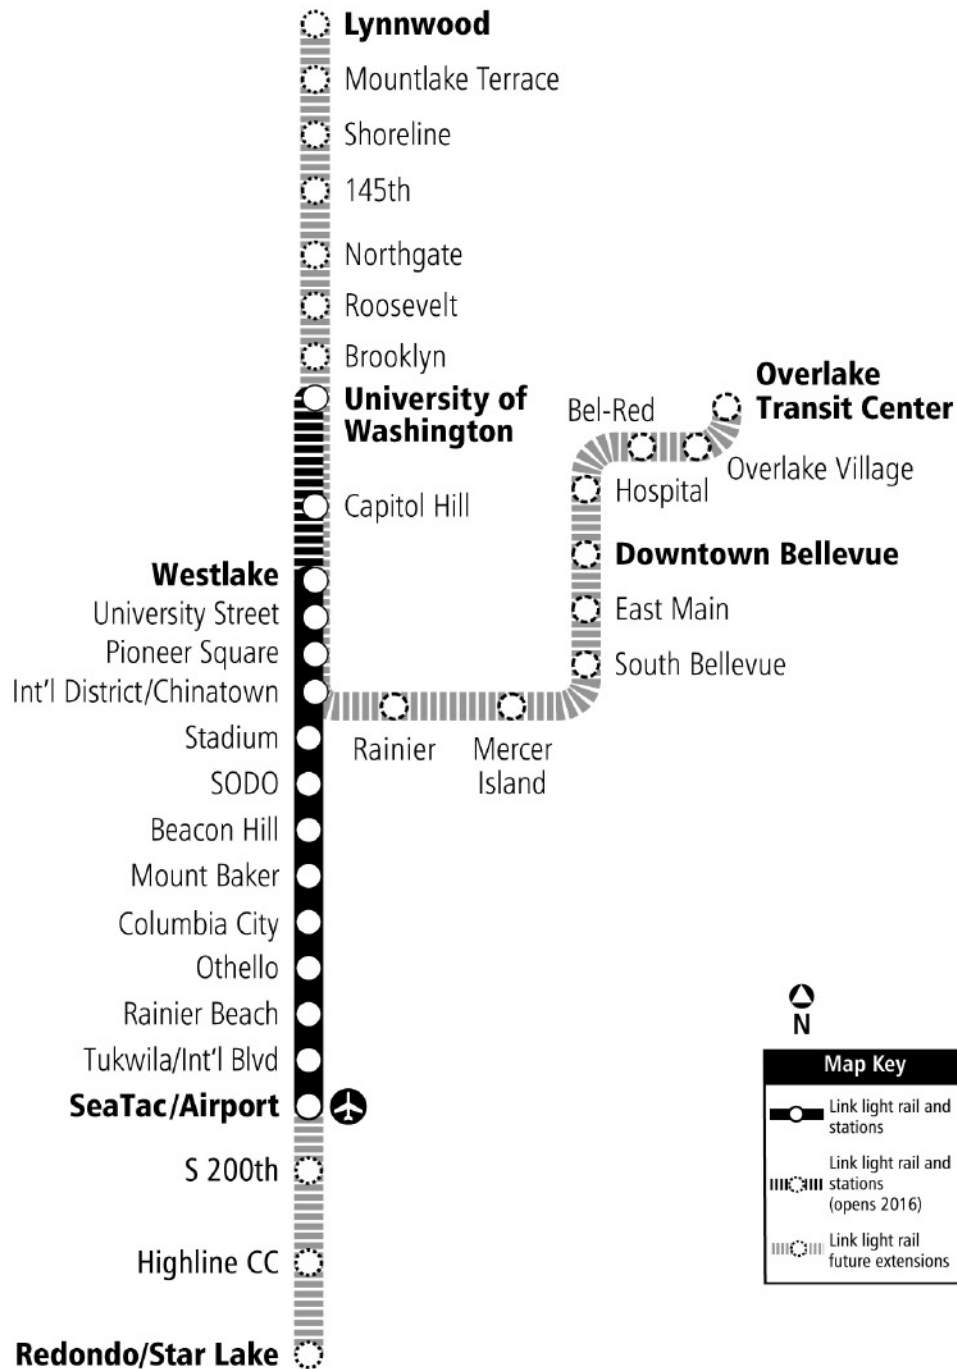 Lynnwood
Mountlake Terrace
Shoreline
145th
Northgate
Roosevelt
Brooklyn
University of
Washington
Capitol Hill
Westlake
University Street
Pioneer Square
Int'l District/Chinatown
Stadium
SODO
Beacon Hill
Mount Baker
Columbia City
Othello
Rainier Beach
Tukwila/Int'l Blvd
SeaTac/Airport
S 200th
Highline CC
Redondo/Star Lake
Rainier
Mercer
Island
South Bellevue
East Main
Downtown Bellevue
Hospital
Bel-Red
Overlake Village
Overlake
Transit Center
N
Map Key
Link light rail and
stations
Link light rail and
stations
(opens 2016)
Link light rail
future extensions